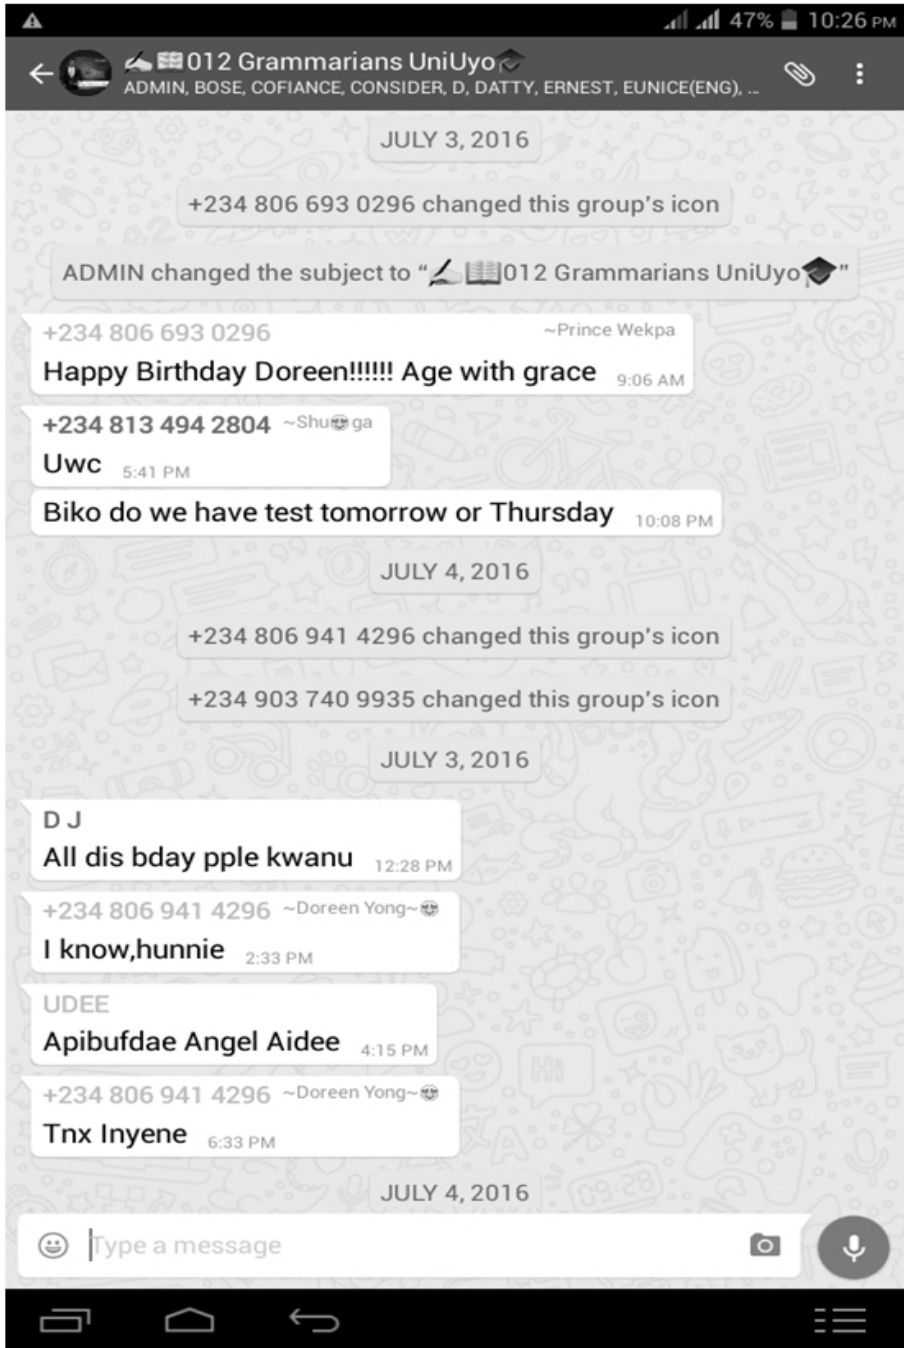 47% 10:26 PM
✍📖012 Grammarians UniUyo🎓
ADMIN, BOSE, COFIANCE, CONSIDER, D, DATTY, ERNEST, EUNICE(ENG), ...
JULY 3, 2016
+234 806 693 0296 changed this group's icon
ADMIN changed the subject to "✍📖012 Grammarians UniUyo🎓"
+234 806 693 0296 ~Prince Wekpa
Happy Birthday Doreen!!!!!! Age with grace 9:06 AM
+234 813 494 2804 ~Shu😎ga
Uwc 5:41 PM
Biko do we have test tomorrow or Thursday 10:08 PM
JULY 4, 2016
+234 806 941 4296 changed this group's icon
+234 903 740 9935 changed this group's icon
JULY 3, 2016
D J
All dis bday pple kwanu 12:28 PM
+234 806 941 4296 ~Doreen Yong~😎
I know,hunnie 2:33 PM
UDEE
Apibufdae Angel Aidee 4:15 PM
+234 806 941 4296 ~Doreen Yong~😎
Tnx Inyene 6:33 PM
JULY 4, 2016
Type a message